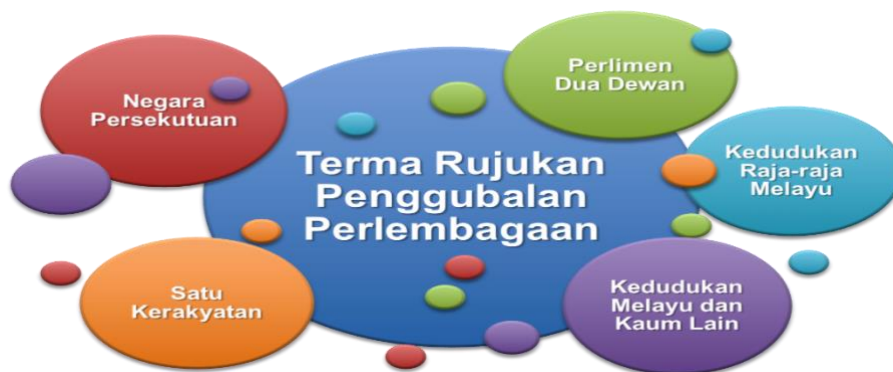 Negara
Persekutuan
Perlimen
Dua Dewan
Terma Rujukan
Penggubalan
Perlembagaan
Kedudukan
Raja-raja
Melayu
Satu
Kerakyatan
Kedudukan
Melayu dan
Kaum Lain